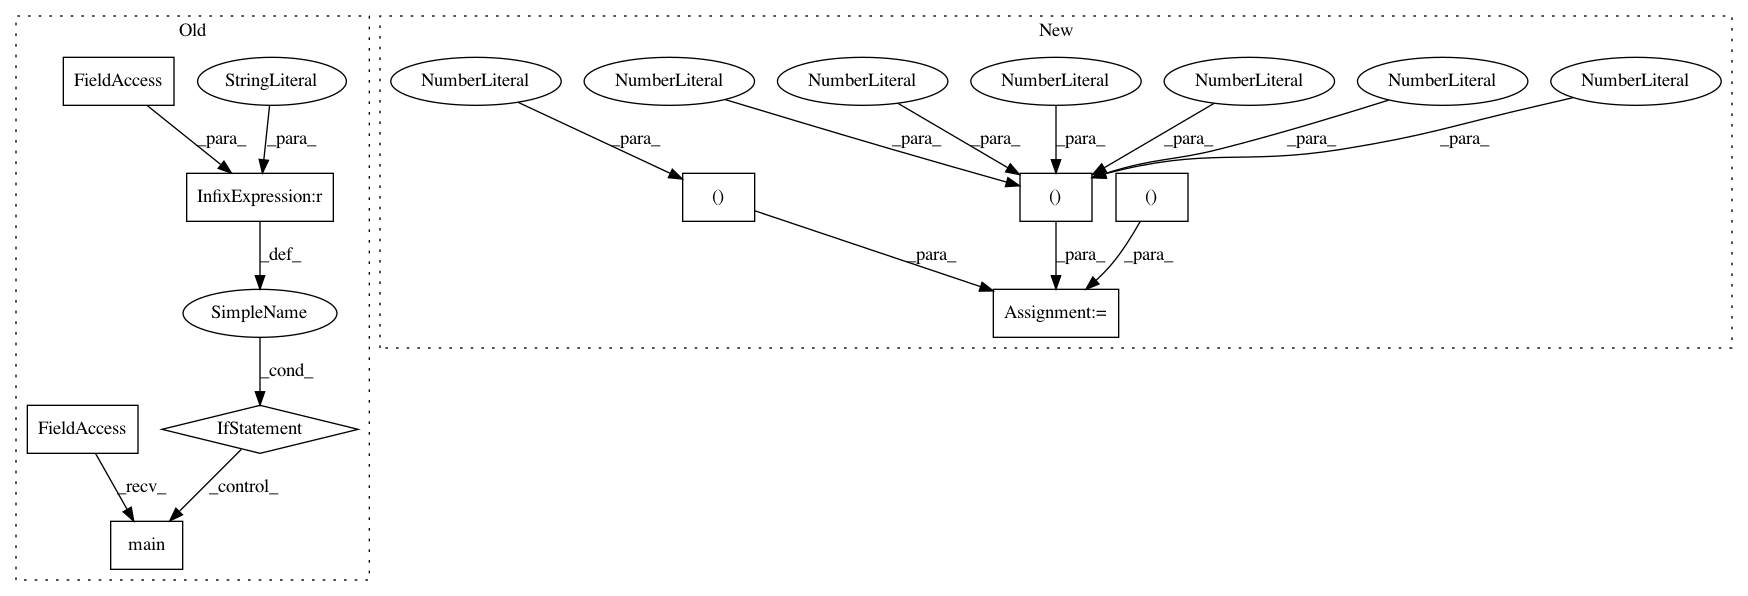 Old
New
FieldAccess
StringLiteral
NumberLiteral
NumberLiteral
NumberLiteral
NumberLiteral
NumberLiteral
NumberLiteral
NumberLiteral
_para_
_para_
_para_
_para_
_para_
_para_
_para_
_para_
_para_
InfixExpression:r
()
()
()
_def_
_para_
_para_
_para_
SimpleName
Assignment:=
_cond_
FieldAccess
IfStatement
_recv_
_control_
main